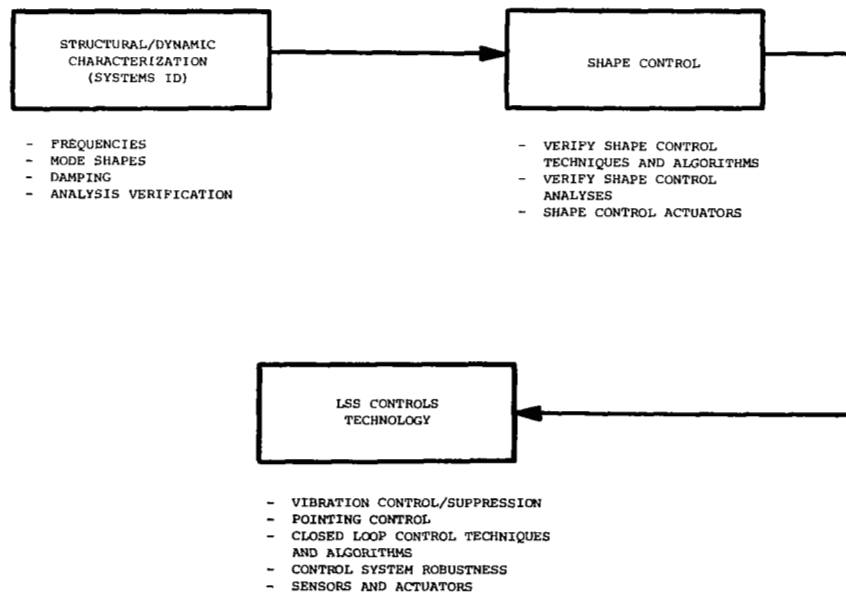 STRUCTURAL/DYNAMIC
CHARACTERIZATION
(SYSTEMS ID)
- FREQUENCIES
- MODE SHAPES
- DAMPING
- ANALYSIS VERIFICATION
SHAPE CONTROL
- VERIFY SHAPE CONTROL
TECHNIQUES AND ALGORITHMS
- VERIFY SHAPE CONTROL
ANALYSES
- SHAPE CONTROL ACTUATORS
LSS CONTROLS
TECHNOLOGY
- VIBRATION CONTROL/SUPPRESSION
- POINTING CONTROL
- CLOSED LOOP CONTROL TECHNIQUES
AND ALGORITHMS
- CONTROL SYSTEM ROBUSTNESS
- SENSORS AND ACTUATORS